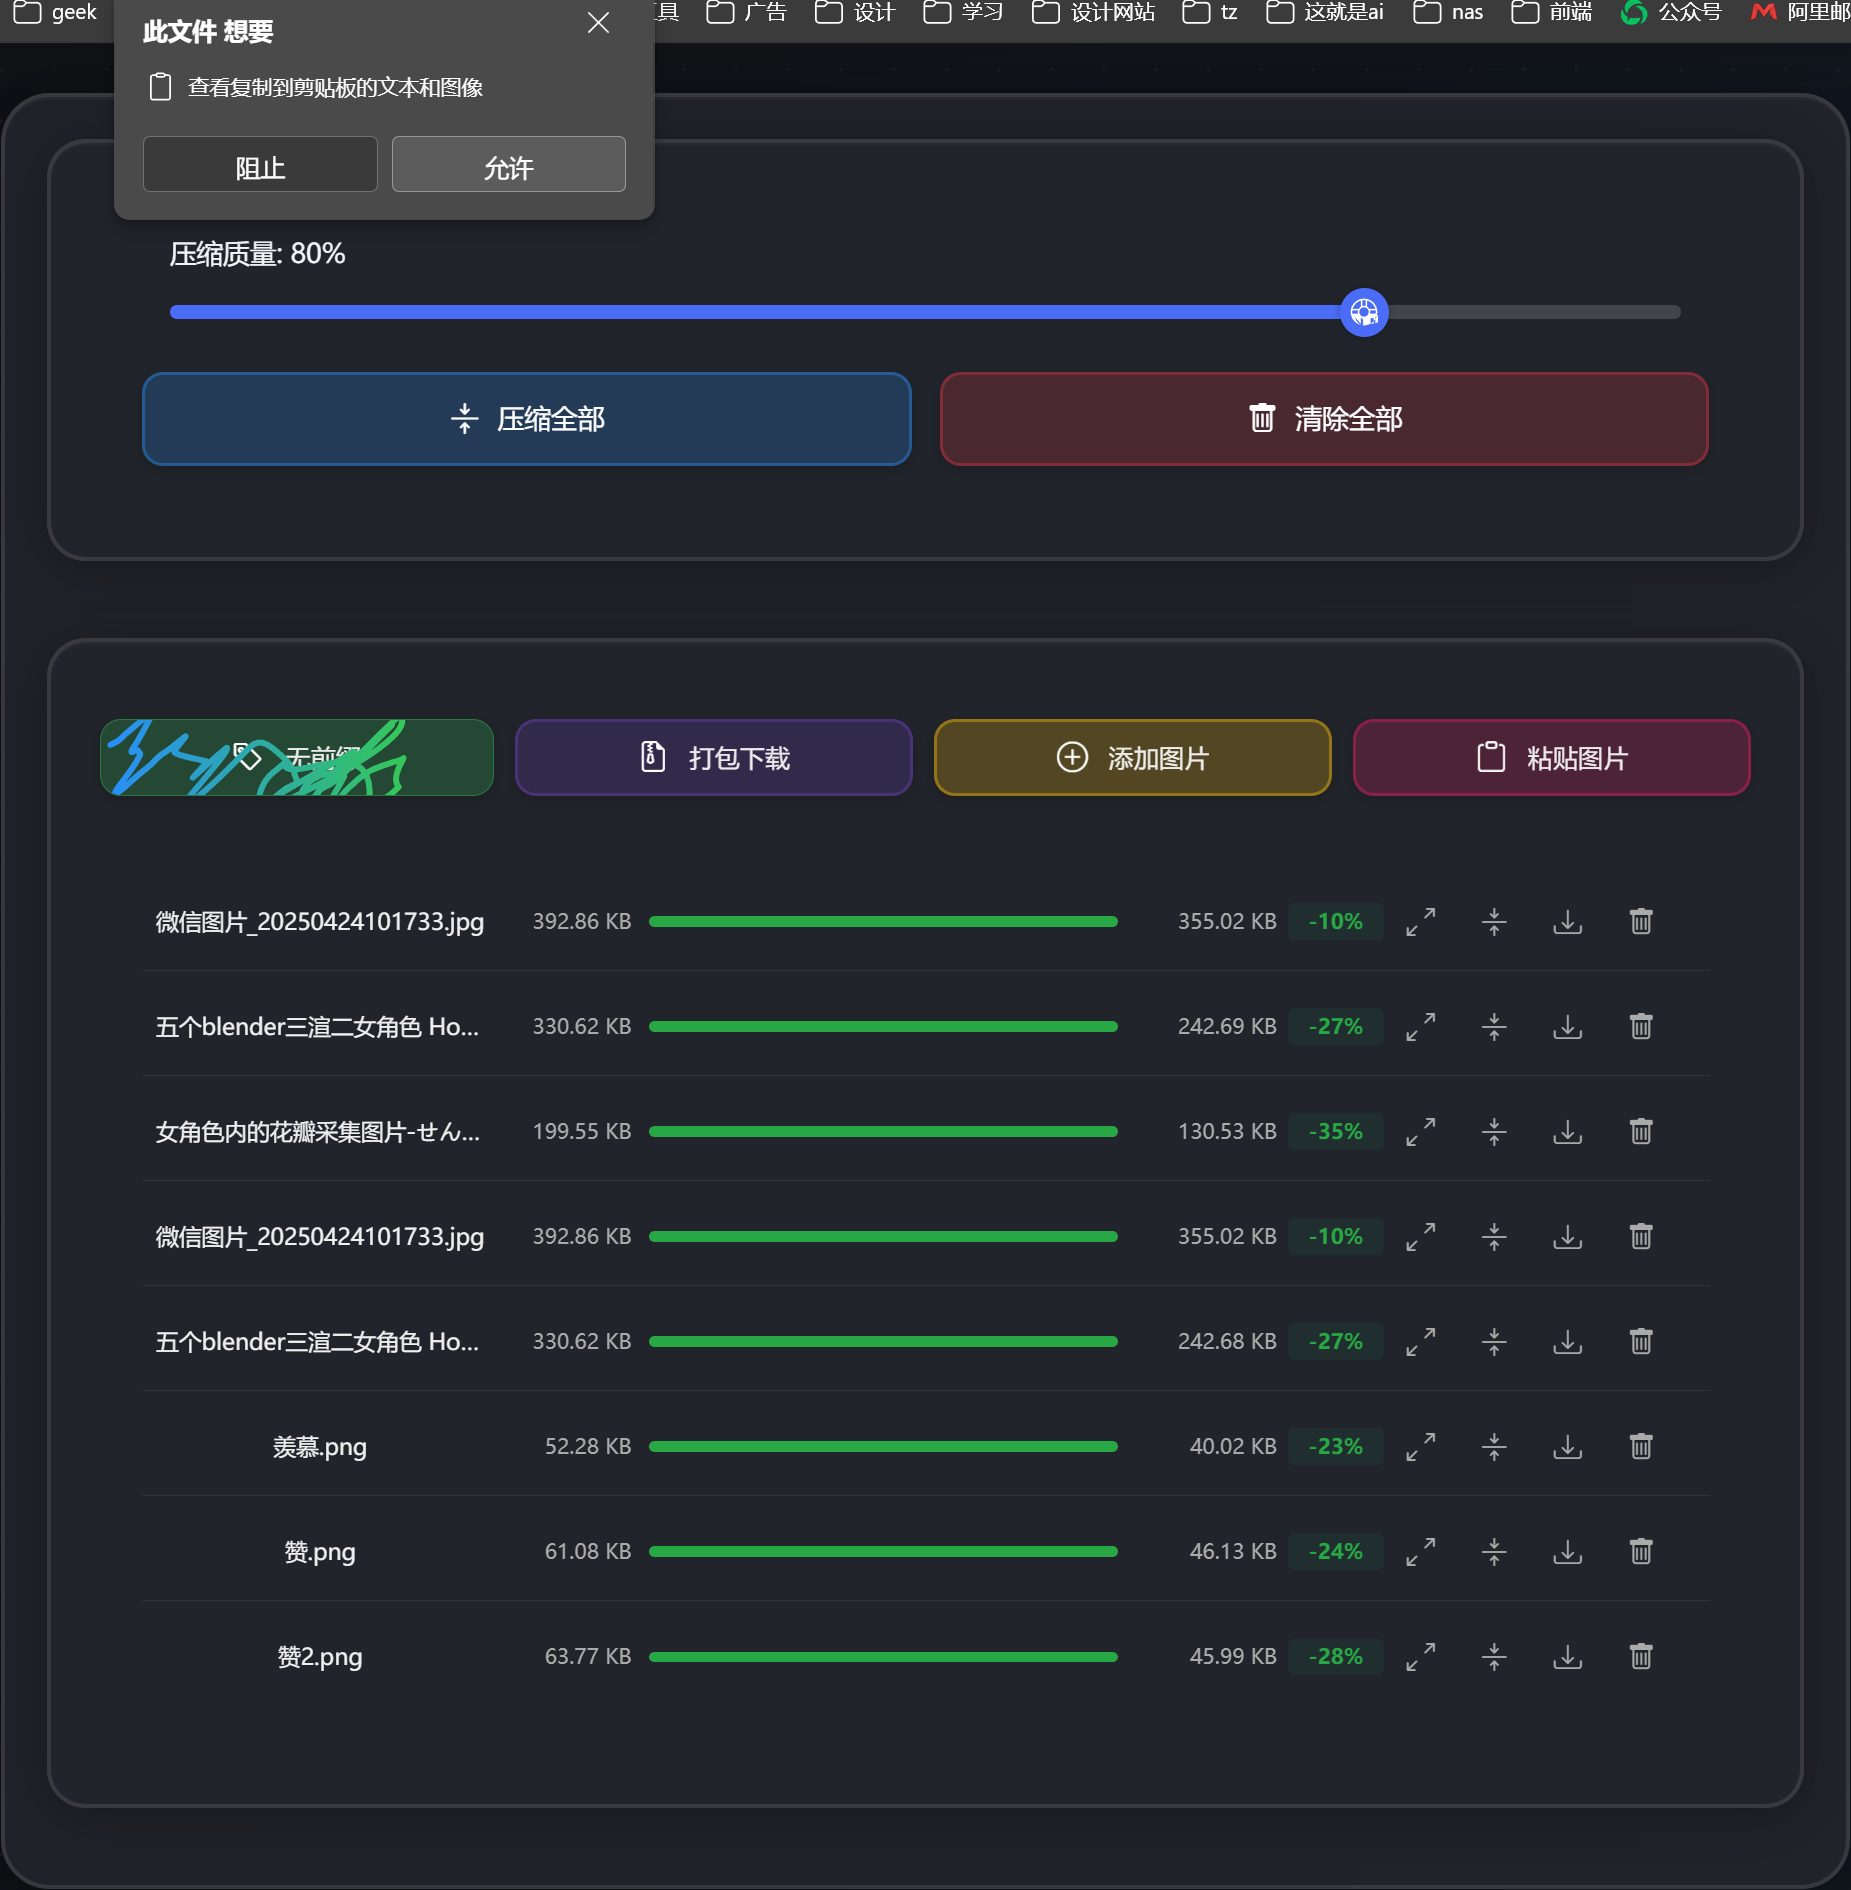 geek
广告
设计
学习
设计网站
tz
这就是ai
nas
前端
公众号
阿里邮
此文件 想要
查看复制到剪贴板的文本和图像
阻止
允许
压缩质量: 80%
压缩全部
清除全部
打包下载
添加图片
粘贴图片
微信图片_20250424101733.jpg 392.86 KB 355.02 KB -10%
五个blender三渲二女角色 Ho... 330.62 KB 242.69 KB -27%
女角色内的花瓣采集图片-せん... 199.55 KB 130.53 KB -35%
微信图片_20250424101733.jpg 392.86 KB 355.02 KB -10%
五个blender三渲二女角色 Ho... 330.62 KB 242.68 KB -27%
羡慕.png 52.28 KB 40.02 KB -23%
赞.png 61.08 KB 46.13 KB -24%
赞2.png 63.77 KB 45.99 KB -28%